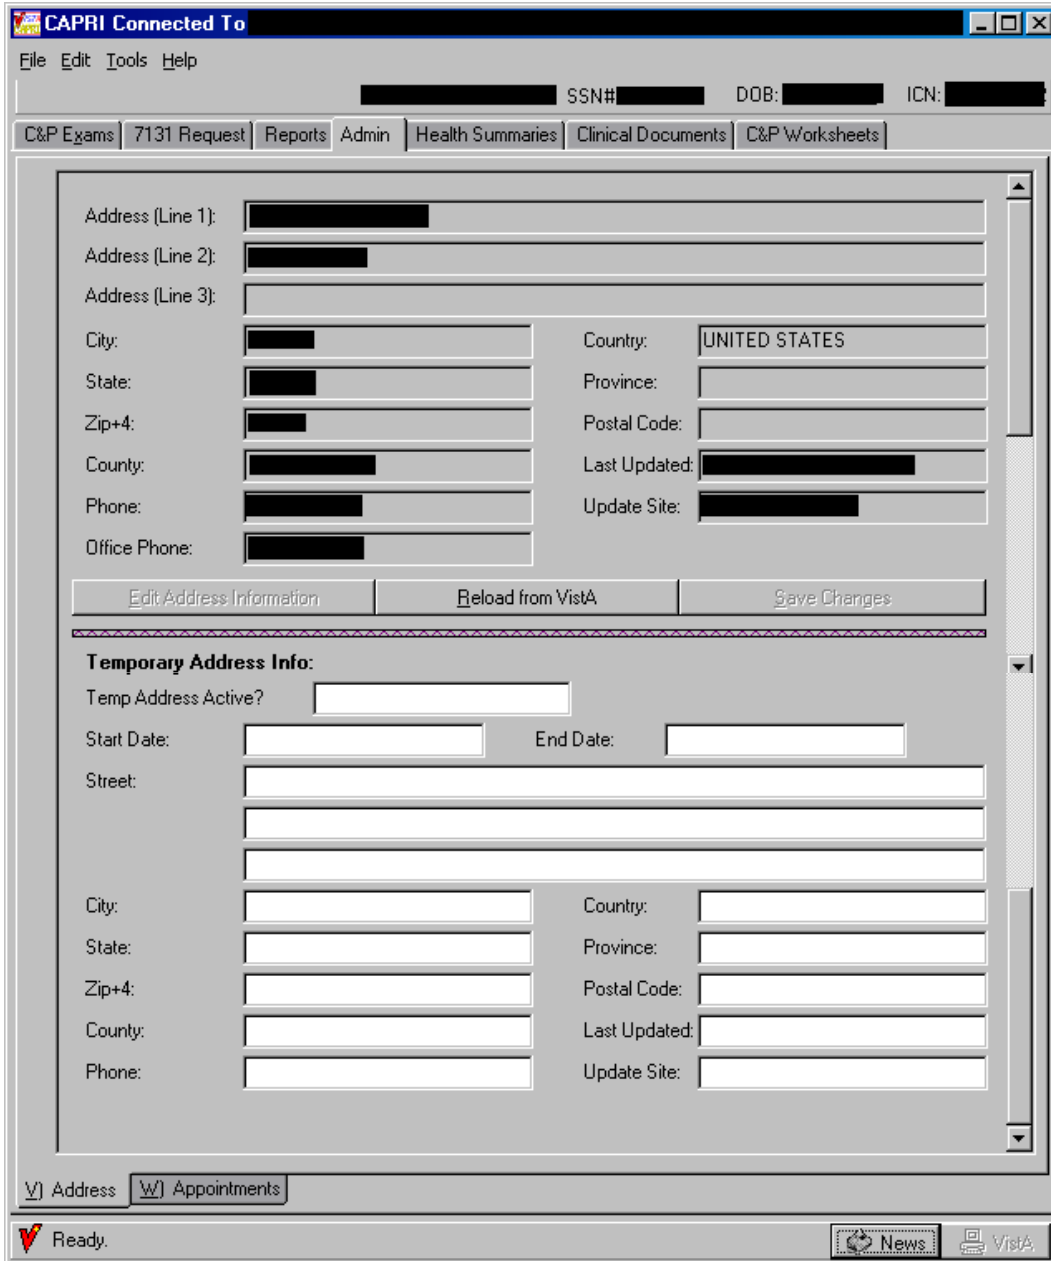 CAPRI Connected To
File Edit Tools Help
SSN# DOB: ICN:
C&P Exams 7131 Request Reports Admin Health Summaries Clinical Documents C&P Worksheets
Address (Line 1):
Address (Line 2):
Address (Line 3):
City: Country: UNITED STATES
State: Province:
Zip+4: Postal Code:
County: Last Updated:
Phone: Update Site:
Office Phone:
Edit Address Information Reload from VistA Save Changes
Temporary Address Info:
Temp Address Active?
Start Date: End Date:
Street:
City: Country:
State: Province:
Zip+4: Postal Code:
County: Last Updated:
Phone: Update Site:
V) Address W) Appointments
Ready. News VistA